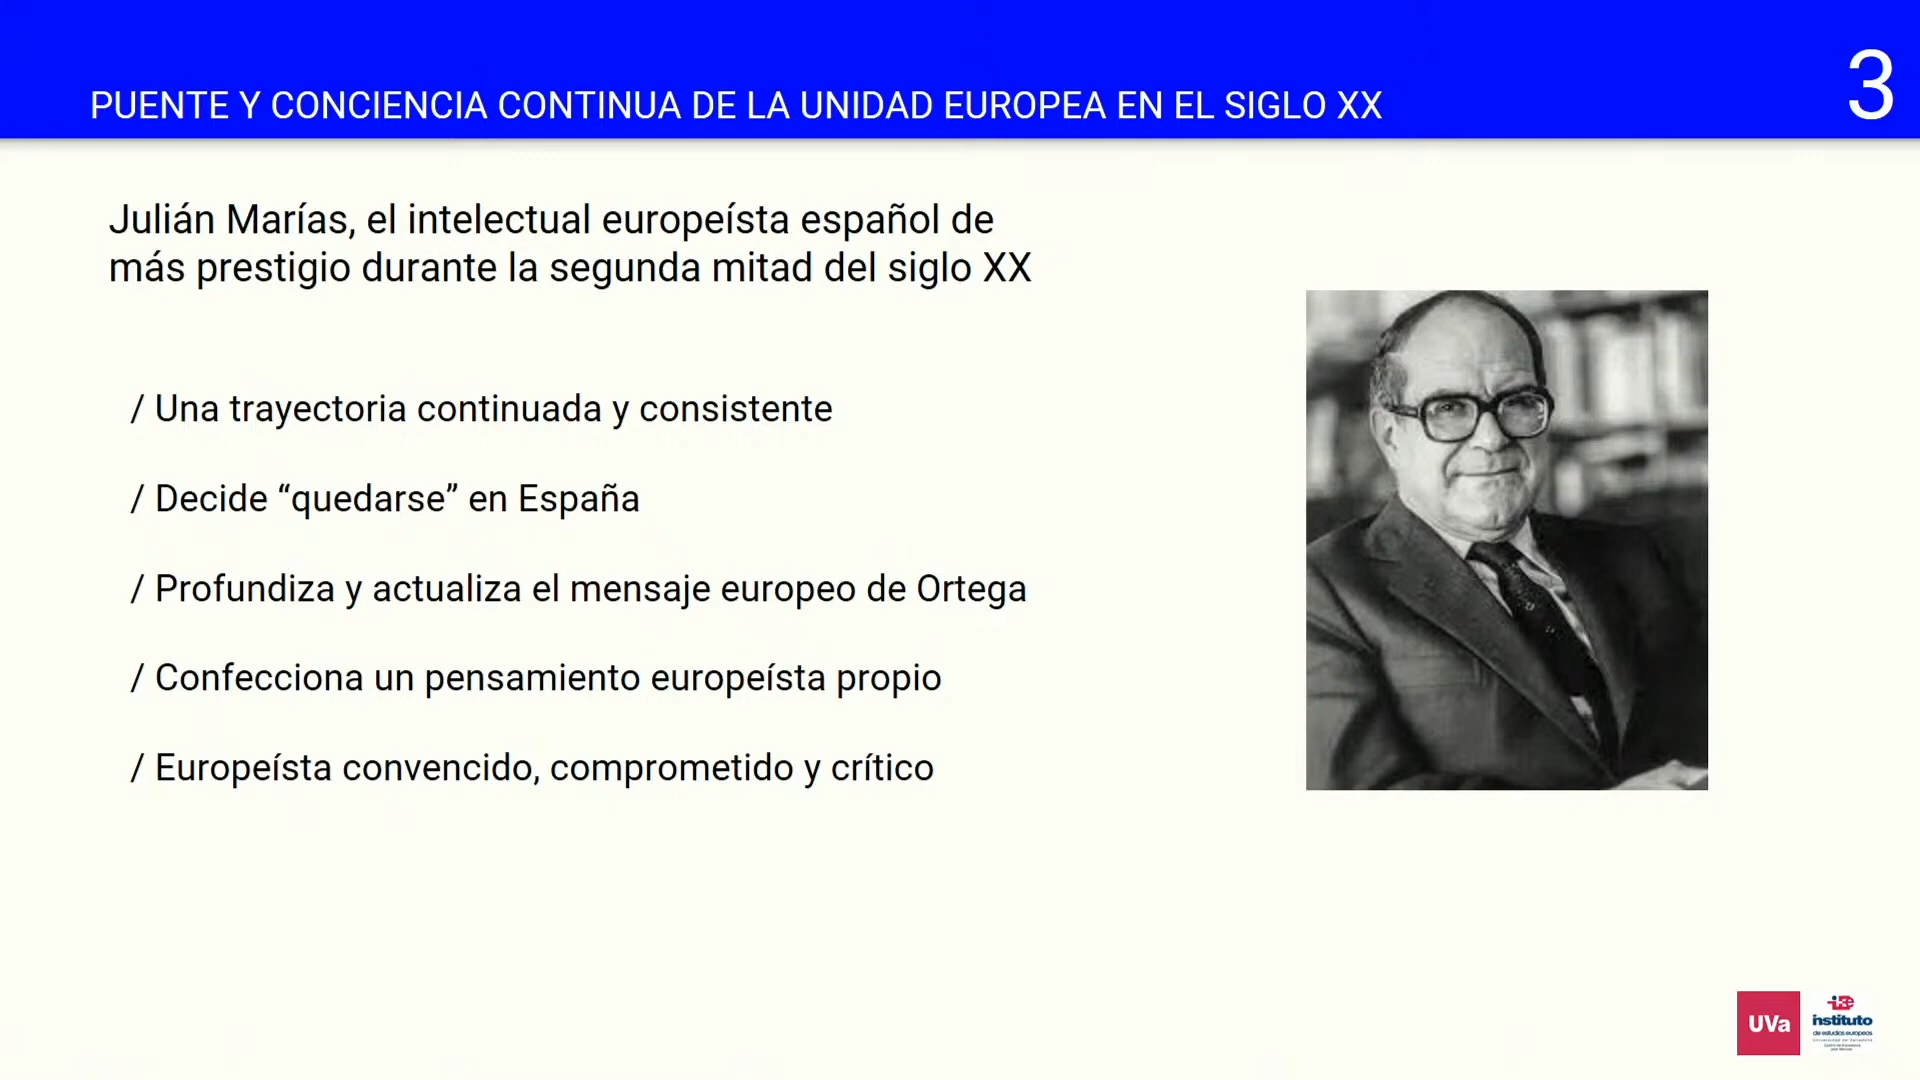 PUENTE Y CONCIENCIA CONTINUA DE LA UNIDAD EUROPEA EN EL SIGLO XX
3
Julián Marías, el intelectual europeísta español de
más prestigio durante la segunda mitad del siglo XX
/ Una trayectoria continuada y consistente
/ Decide “quedarse” en España
/ Profundiza y actualiza el mensaje europeo de Ortega
/ Confecciona un pensamiento europeísta propio
/ Europeísta convencido, comprometido y crítico
UVa
instituto
de estudios europeos
Universidad de Valladolid